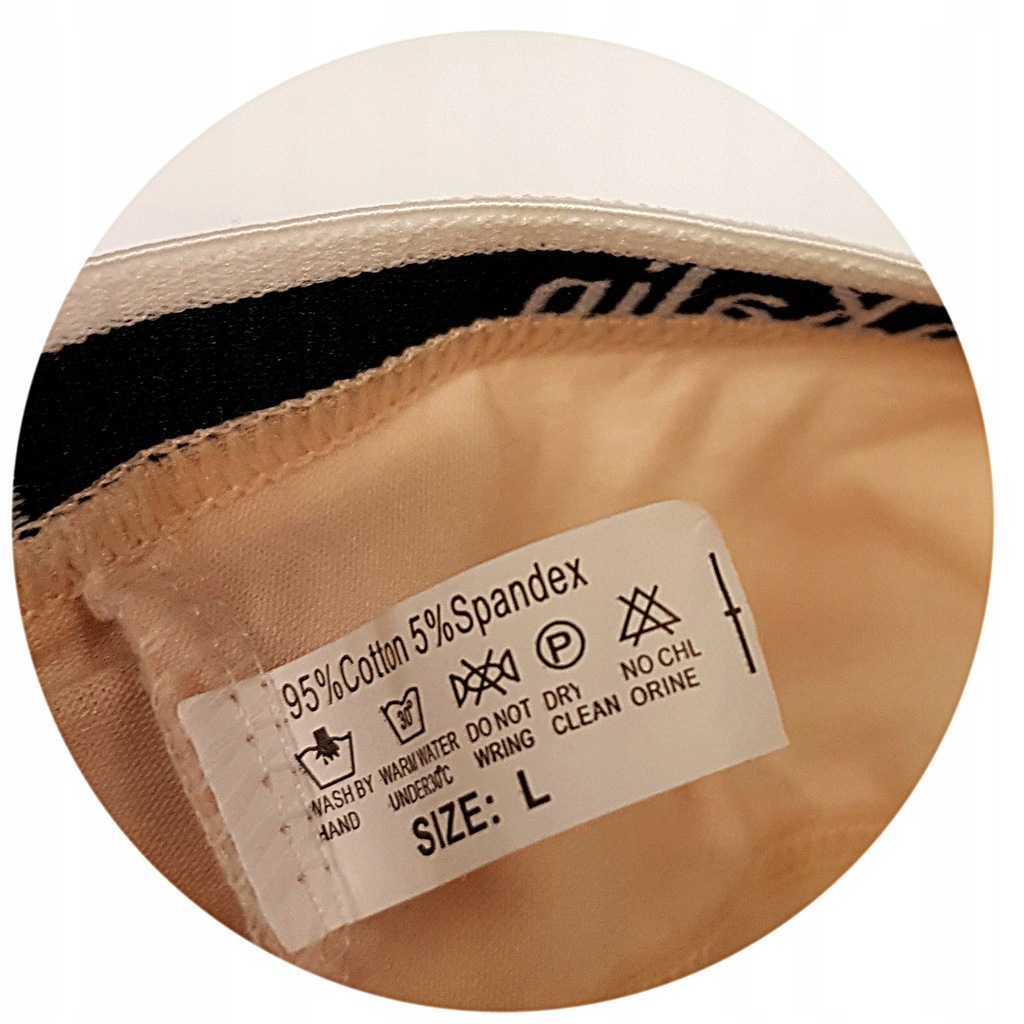 95%Cotton 5%Spandex
30°
P
WASH BY HAND
WARM WATER UNDER30°C
DO NOT WRING
DRY CLEAN
NO CHL ORINE
SIZE: L